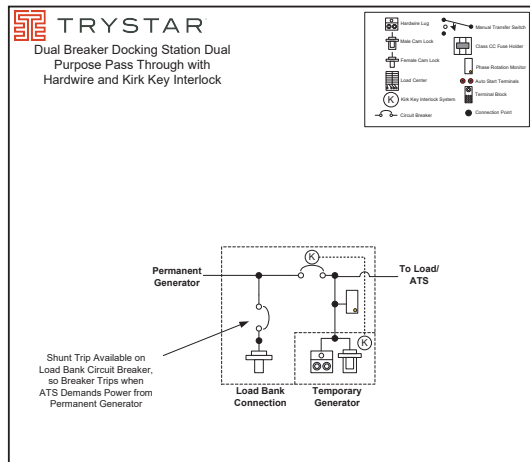 TRYSTAR
Dual Breaker Docking Station Dual
Purpose Pass Through with
Hardwire and Kirk Key Interlock
Hardwire Lug
Male Cam Lock
Female Cam Lock
Load Center
K
Kirk Key Interlock System
Circuit Breaker
Manual Transfer Switch
Class CC Fuse Holder
Phase Rotation Monitor
Auto Start Terminals
Terminal Block
Connection Point
K
Permanent
Generator
To Load/
ATS
K
Shunt Trip Available on
Load Bank Circuit Breaker,
so Breaker Trips when
ATS Demands Power from
Permanent Generator
Load Bank
Connection
Temporary
Generator